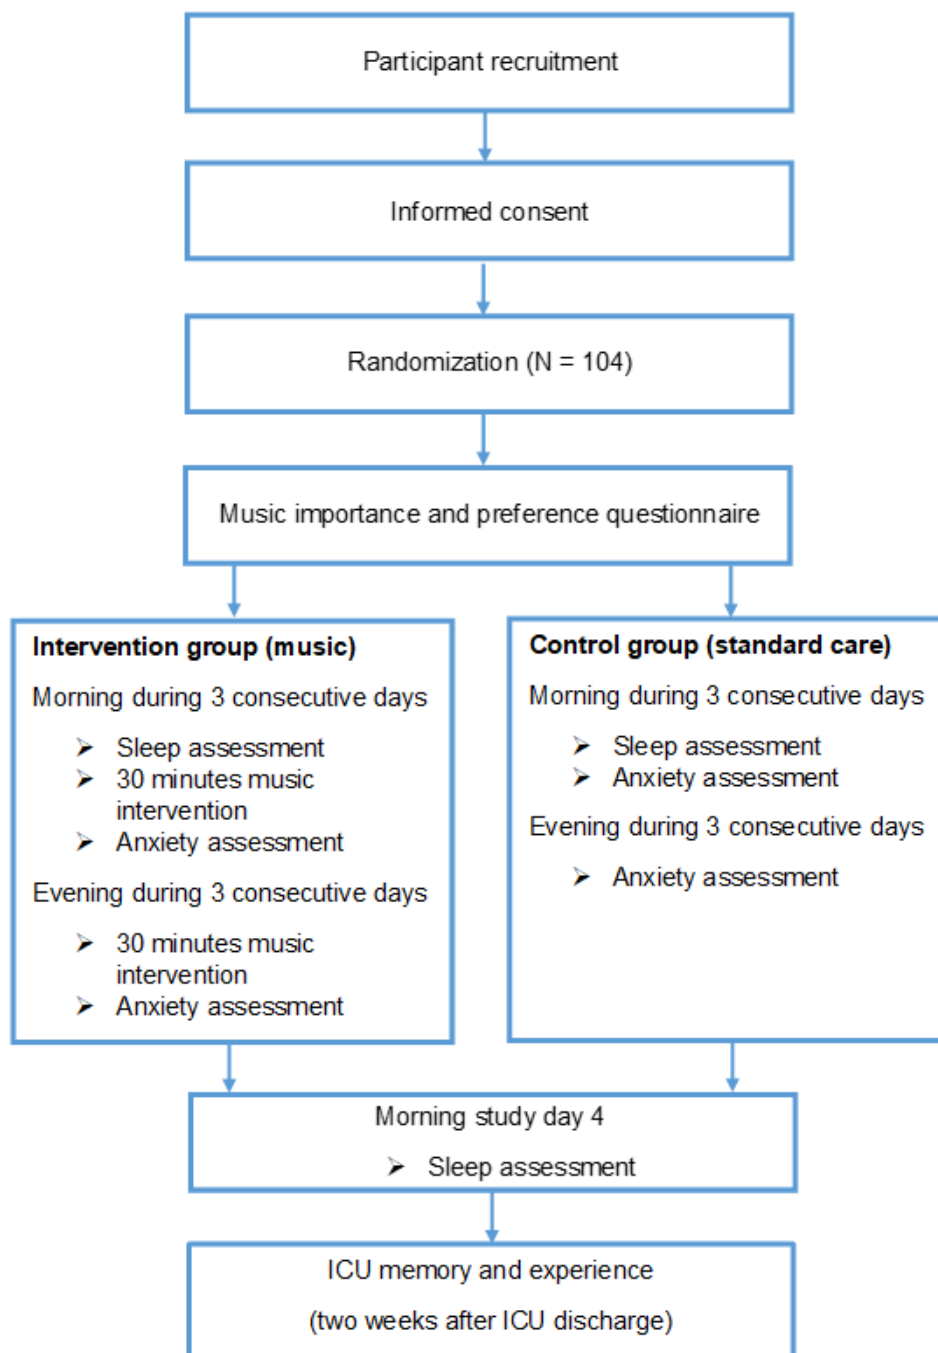 Participant recruitment
Informed consent
Randomization (N = 104)
Music importance and preference questionnaire
Intervention group (music)
Morning during 3 consecutive days
➢ Sleep assessment
➢ 30 minutes music
intervention
➢ Anxiety assessment
Evening during 3 consecutive days
➢ 30 minutes music
intervention
➢ Anxiety assessment
Control group (standard care)
Morning during 3 consecutive days
➢ Sleep assessment
➢ Anxiety assessment
Evening during 3 consecutive days
➢ Anxiety assessment
Morning study day 4
➢ Sleep assessment
ICU memory and experience
(two weeks after ICU discharge)